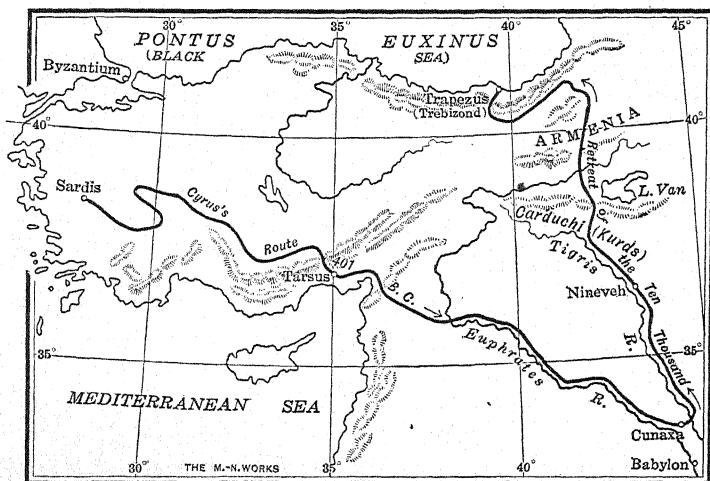 30° 35° 40° 45°
PONTUS EUXINUS
(BLACK SEA)
Byzantium
Trapezus
(Trebizond)
40° 40°
ARMENIA
Sardis
Cyrus's Route 401 B.C.
Retreat the Ten Thousand
L. Van
Carduchi (Kurds)
Tigris R.
Tarsus
Nineveh
35° 35°
Euphrates R.
MEDITERRANEAN SEA
Cunaxa
Babylon
30° THE M.-N. WORKS 35° 40° 45°